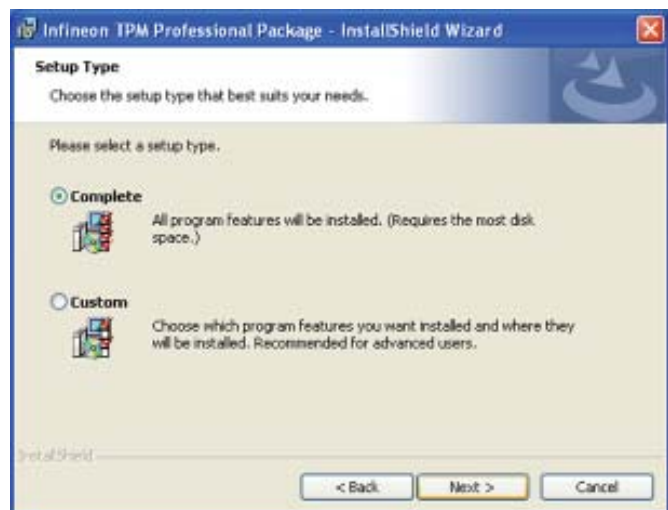 Infineon TPM Professional Package - InstallShield Wizard
Setup Type
Choose the setup type that best suits your needs.
Please select a setup type.
Complete
All program features will be installed. (Requires the most disk
space.)
Custom
Choose which program features you want installed and where they
will be installed. Recommended for advanced users.
InstallShield
< Back
Next >
Cancel